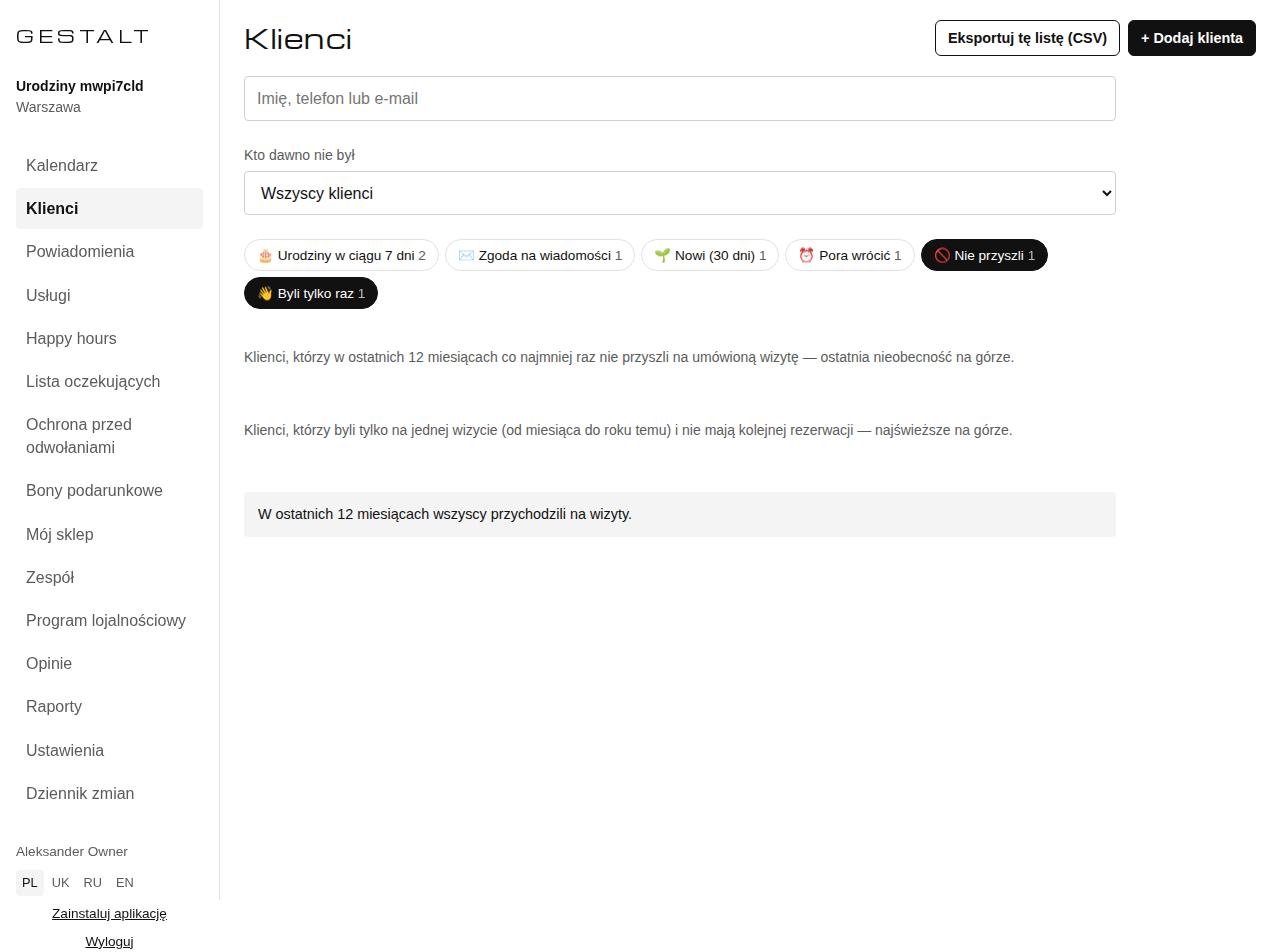 GESTALT
Urodziny mwpi7cld
Warszawa
Kalendarz
Klienci
Powiadomienia
Usługi
Happy hours
Lista oczekujących
Ochrona przed
odwołaniami
Bony podarunkowe
Mój sklep
Zespół
Program lojalnościowy
Opinie
Raporty
Ustawienia
Dziennik zmian
Aleksander Owner
PL UK RU EN
Zainstaluj aplikację
Wyloguj
Klienci
Eksportuj tę listę (CSV)
+ Dodaj klienta
Imię, telefon lub e-mail
Kto dawno nie był
Wszyscy klienci
🎂 Urodziny w ciągu 7 dni 2
✉️ Zgoda na wiadomości 1
🌱 Nowi (30 dni) 1
⏰ Pora wrócić 1
🚫 Nie przyszli 1
👋 Byli tylko raz 1
Klienci, którzy w ostatnich 12 miesiącach co najmniej raz nie przyszli na umówioną wizytę — ostatnia nieobecność na górze.
Klienci, którzy byli tylko na jednej wizycie (od miesiąca do roku temu) i nie mają kolejnej rezerwacji — najświeższe na górze.
W ostatnich 12 miesiącach wszyscy przychodzili na wizyty.